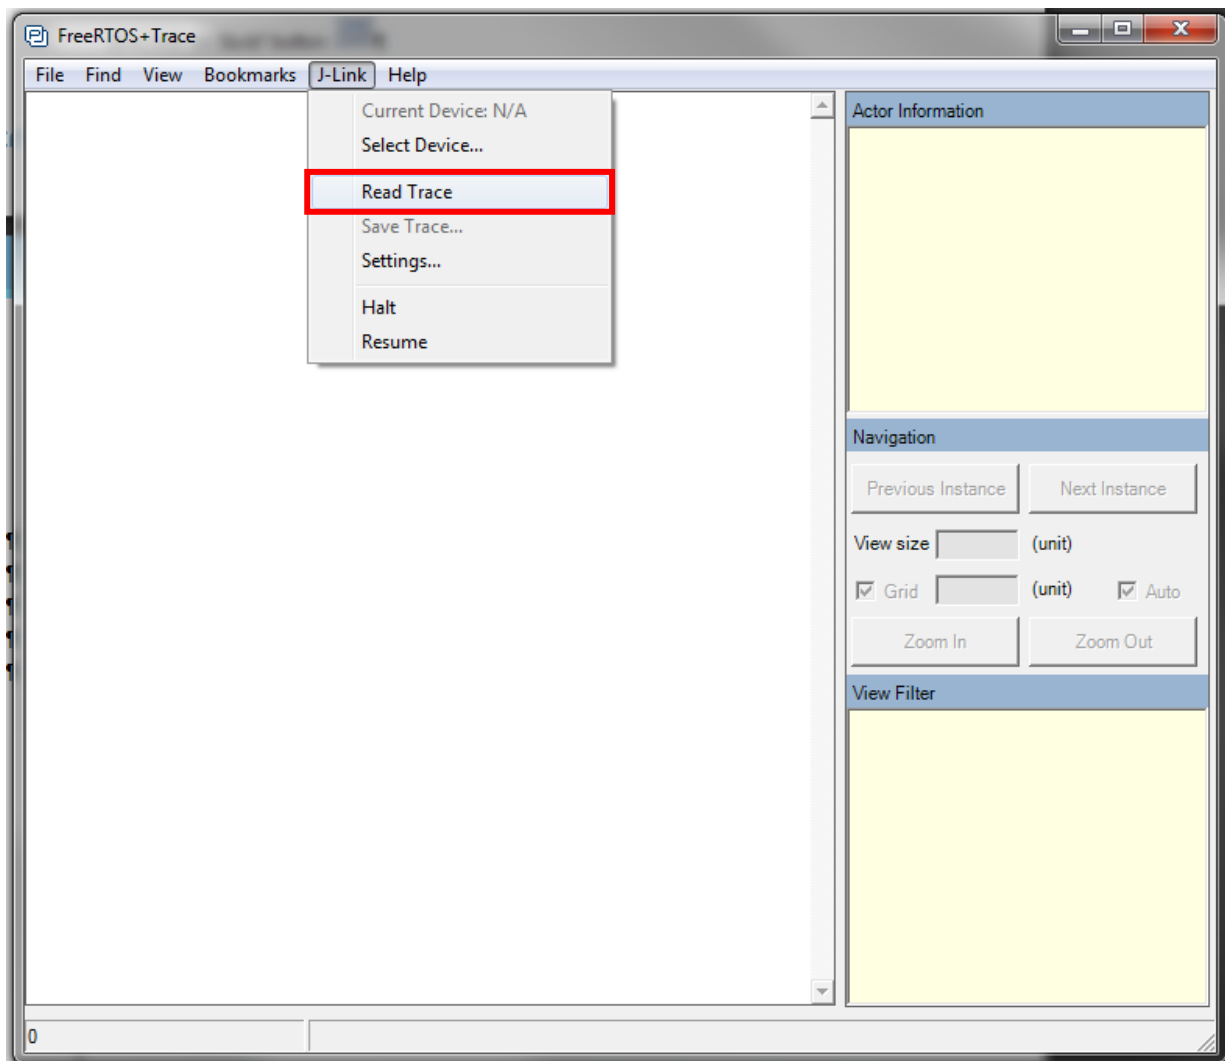 FreeRTOS+Trace
File Find View Bookmarks J-Link Help
Current Device: N/A
Select Device...
Read Trace
Save Trace...
Settings...
Halt
Resume
Actor Information
Navigation
Previous Instance Next Instance
View size (unit)
Grid (unit) Auto
Zoom In Zoom Out
View Filter
0